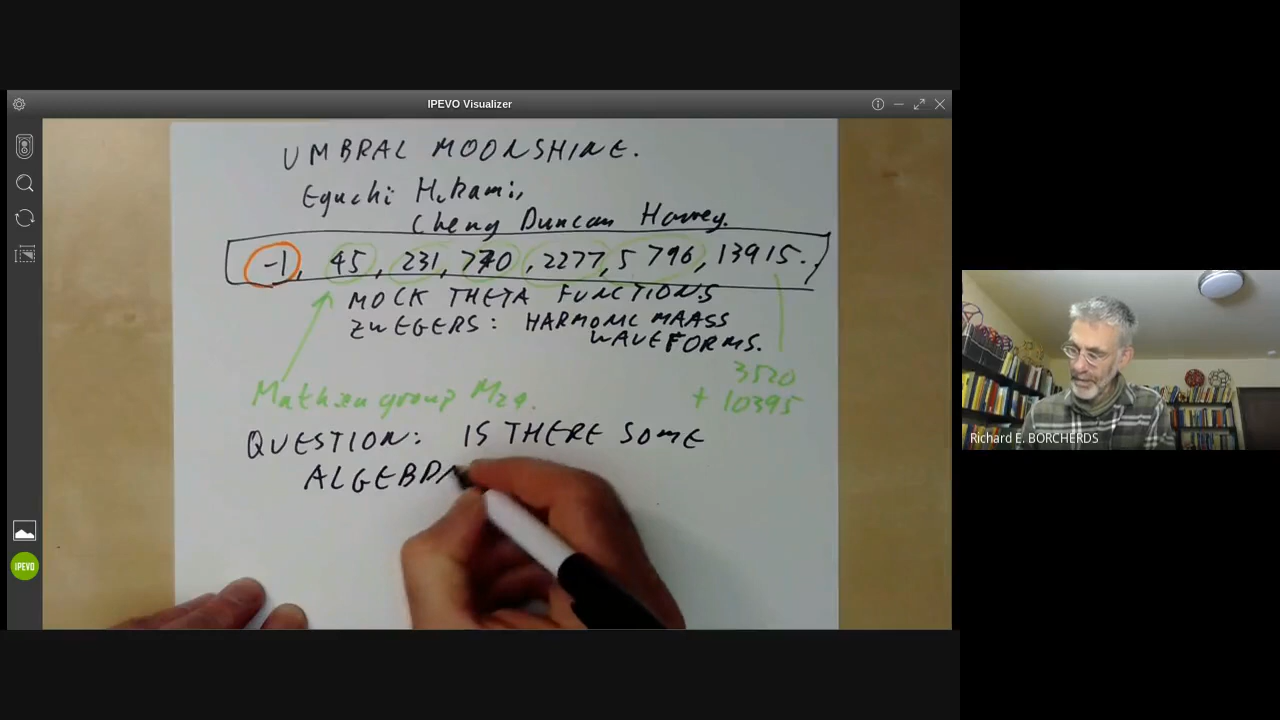 IPEVO Visualizer
UMBRAL MOONSHINE.
Eguchi Hikami,
Cheng Duncan Harvey.
-1, 45, 231, 770, 2277, 5796, 13915.
MOCK THETA FUNCTIONS
ZWEGERS: HARMONIC MAASS
WAVEFORMS.
3520
Mathieu group M24.
+ 10395
QUESTION: IS THERE SOME
ALGEBRA
IPEVO
Richard E. BORCHERDS